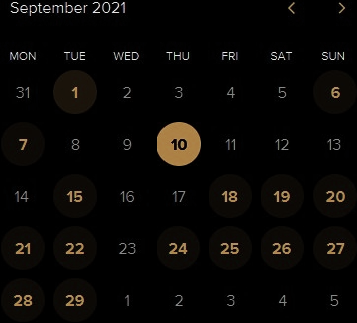 September 2021
MON TUE WED THU FRI SAT SUN
31 1 2 3 4 5 6
7 8 9 10 11 12 13
14 15 16 17 18 19 20
21 22 23 24 25 26 27
28 29 1 2 3 4 5